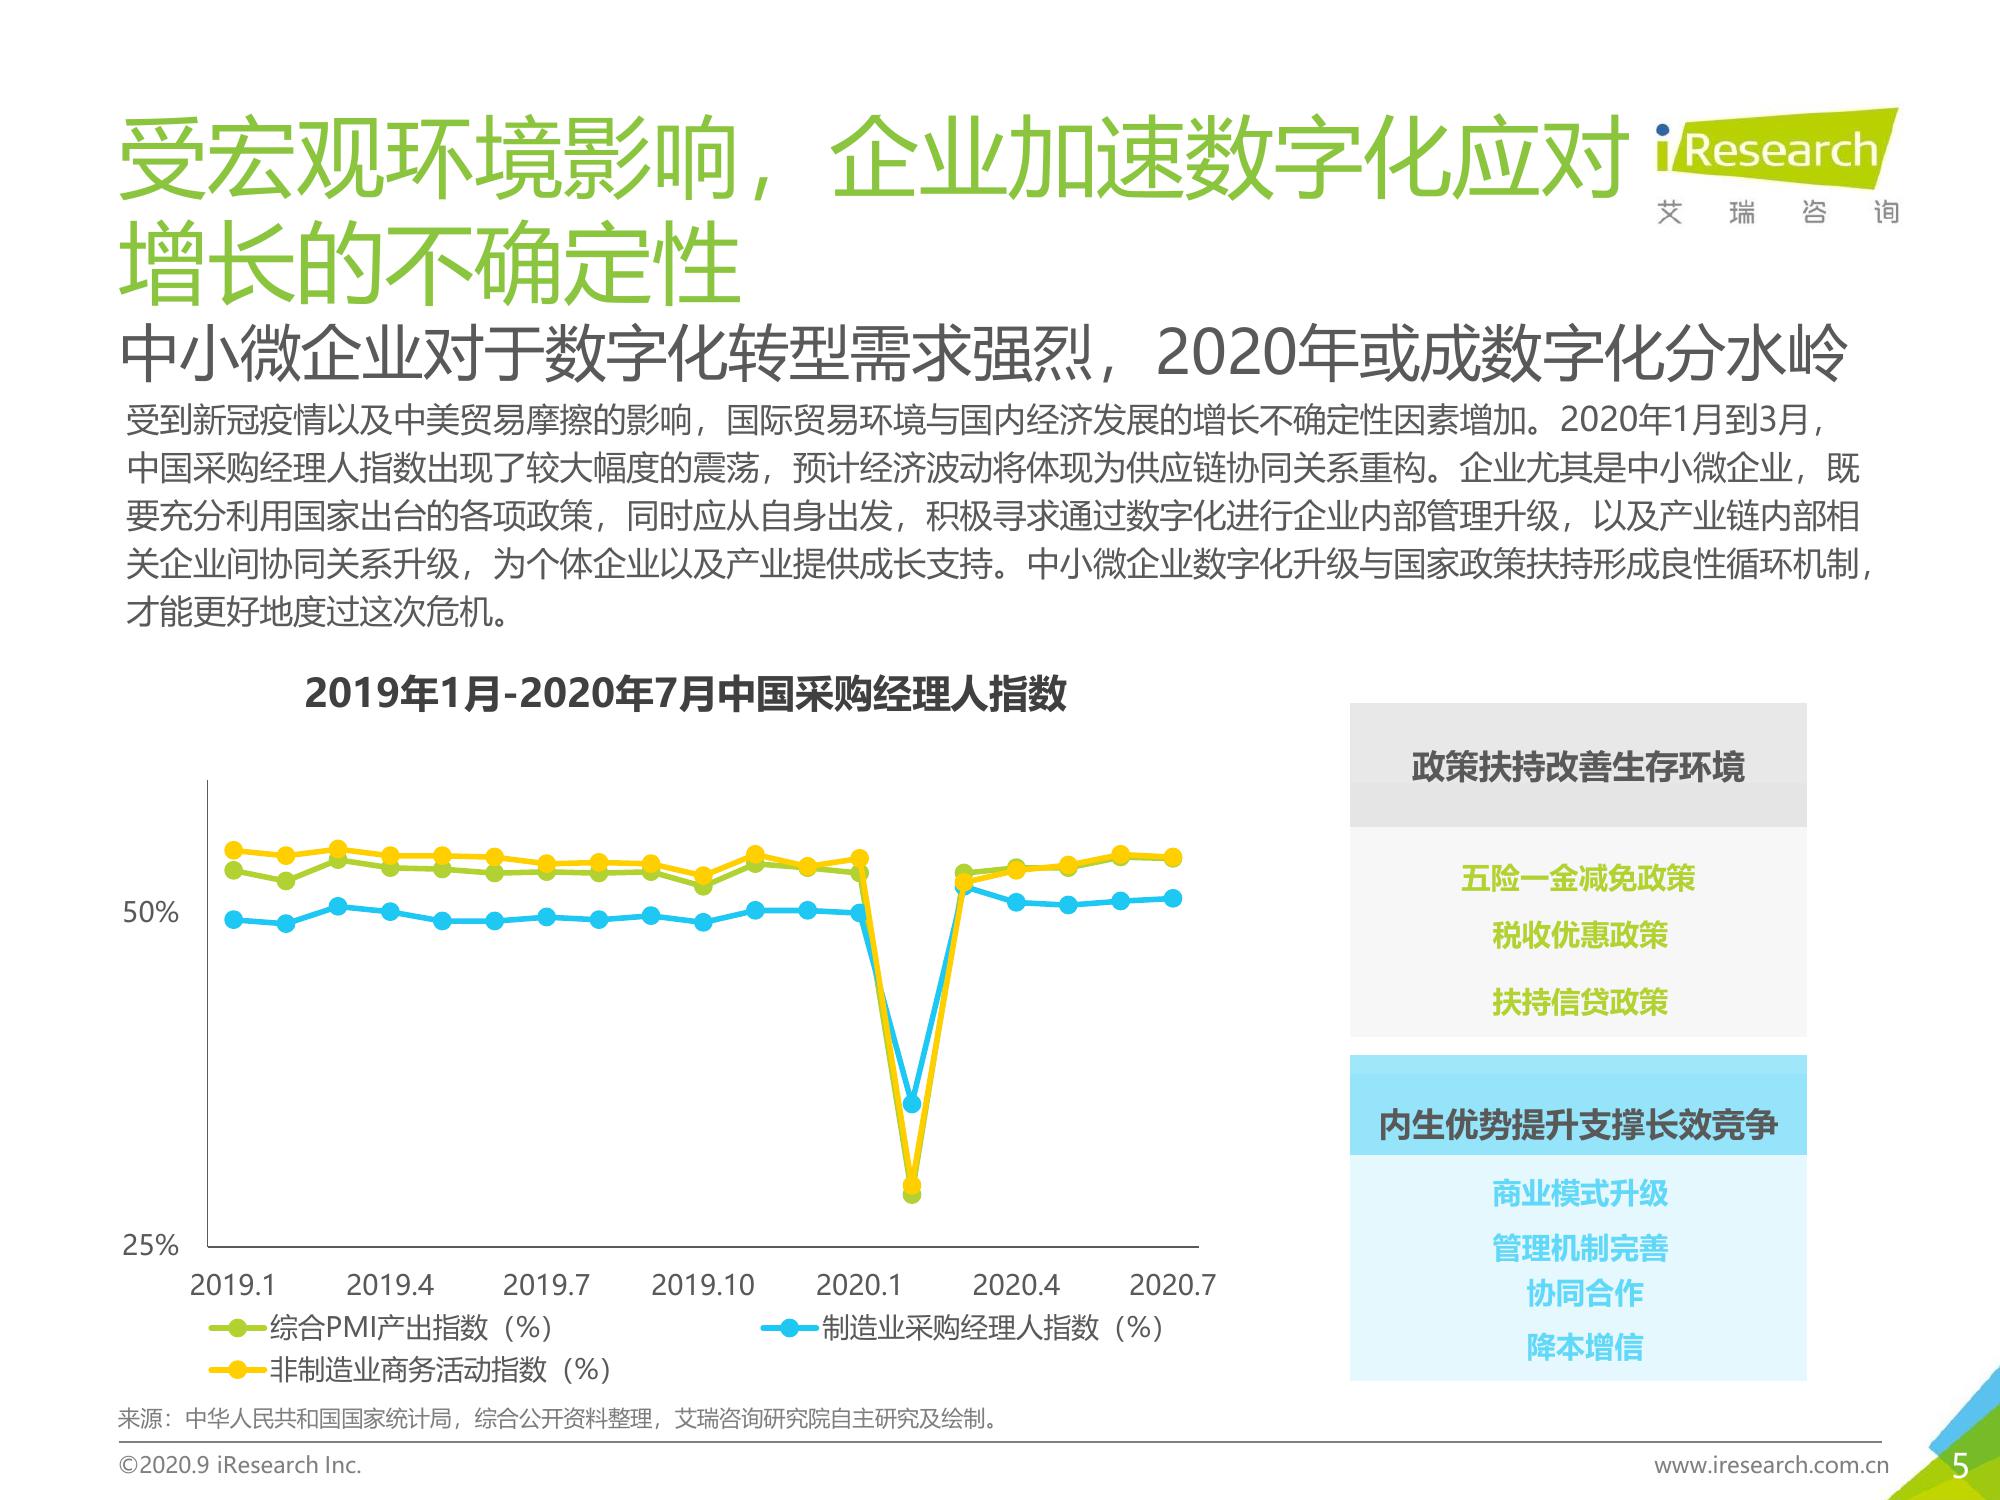 受宏观环境影响，企业加速数字化应对
增长的不确定性
iResearch
艾瑞咨询
中小微企业对于数字化转型需求强烈，2020年或成数字化分水岭
受到新冠疫情以及中美贸易摩擦的影响，国际贸易环境与国内经济发展的增长不确定性因素增加。2020年1月到3月，
中国采购经理人指数出现了较大幅度的震荡，预计经济波动将体现为供应链协同关系重构。企业尤其是中小微企业，既
要充分利用国家出台的各项政策，同时应从自身出发，积极寻求通过数字化进行企业内部管理升级，以及产业链内部相
关企业间协同关系升级，为个体企业以及产业提供成长支持。中小微企业数字化升级与国家政策扶持形成良性循环机制，
才能更好地度过这次危机。
2019年1月-2020年7月中国采购经理人指数
50%
25%
2019.1 2019.4 2019.7 2019.10 2020.1 2020.4 2020.7
综合PMI产出指数（%） 制造业采购经理人指数（%）
非制造业商务活动指数（%）
政策扶持改善生存环境
五险一金减免政策
税收优惠政策
扶持信贷政策
内生优势提升支撑长效竞争
商业模式升级
管理机制完善
协同合作
降本增信
来源：中华人民共和国国家统计局，综合公开资料整理，艾瑞咨询研究院自主研究及绘制。
©2020.9 iResearch Inc. www.iresearch.com.cn 5